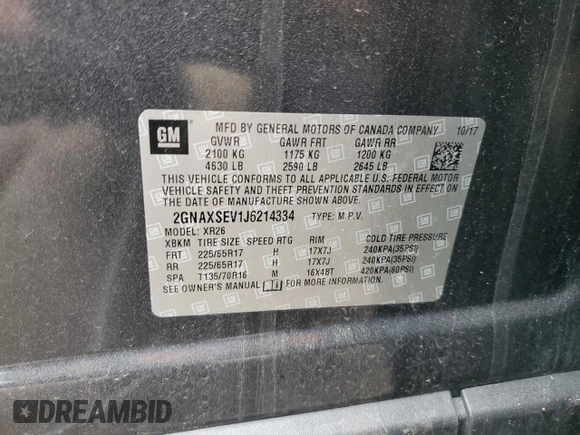 GM
MFD BY GENERAL MOTORS OF CANADA COMPANY 10/17
GVWR GAWR FRT GAWR RR
2100 KG 1175 KG 1200 KG
4630 LB 2590 LB 2645 LB
THIS VEHICLE CONFORMS TO ALL APPLICABLE U.S. FEDERAL MOTOR
VEHICLE SAFETY AND THEFT PREVENTION STANDARDS IN EFFECT ON THE
DATE OF MANUFACTURE SHOWN ABOVE.
2GNAXSEV1J6214334 TYPE: M.P.V.
MODEL: XR26
XBKM TIRE SIZE SPEED RTG RIM COLD TIRE PRESSURE
FRT 225/65R17 H 17X7J 240KPA(35PSI)
RR 225/65R17 H 17X7J 240KPA(35PSI)
SPA T135/70R16 M 16X48T 420KPA(60PSI)
SEE OWNER'S MANUAL FOR MORE INFORMATION.
DREAMBID